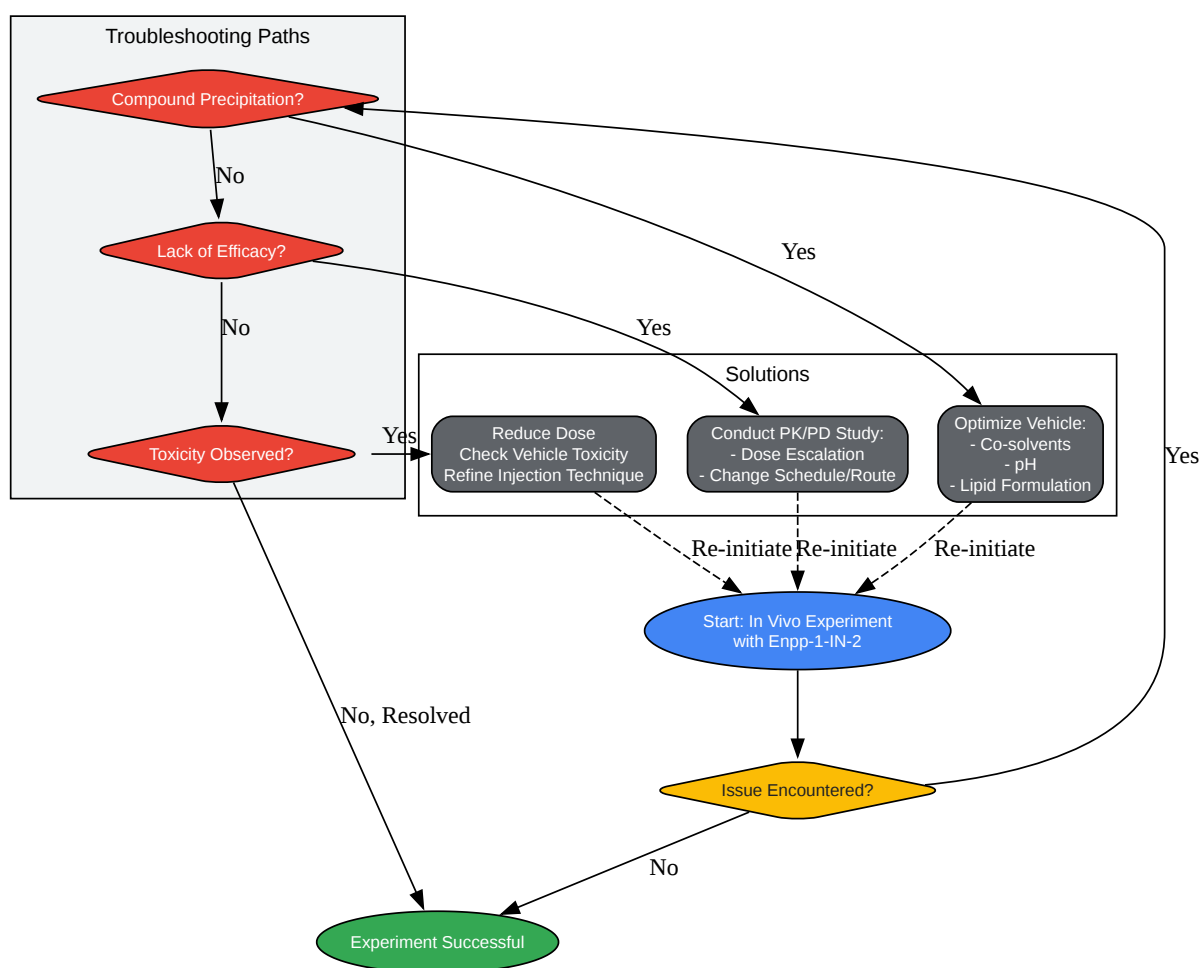 Troubleshooting Paths
Compound Precipitation?
No
Lack of Efficacy?
Yes
No
Yes
Solutions
Toxicity Observed?
Yes
Reduce Dose
Check Vehicle Toxicity
Refine Injection Technique
Conduct PK/PD Study:
- Dose Escalation
- Change Schedule/Route
Optimize Vehicle:
- Co-solvents
- pH
- Lipid Formulation
Yes
Re-initiate
Re-initiate
Re-initiate
Start: In Vivo Experiment
with Enpp-1-IN-2
No, Resolved
Issue Encountered?
No
Experiment Successful